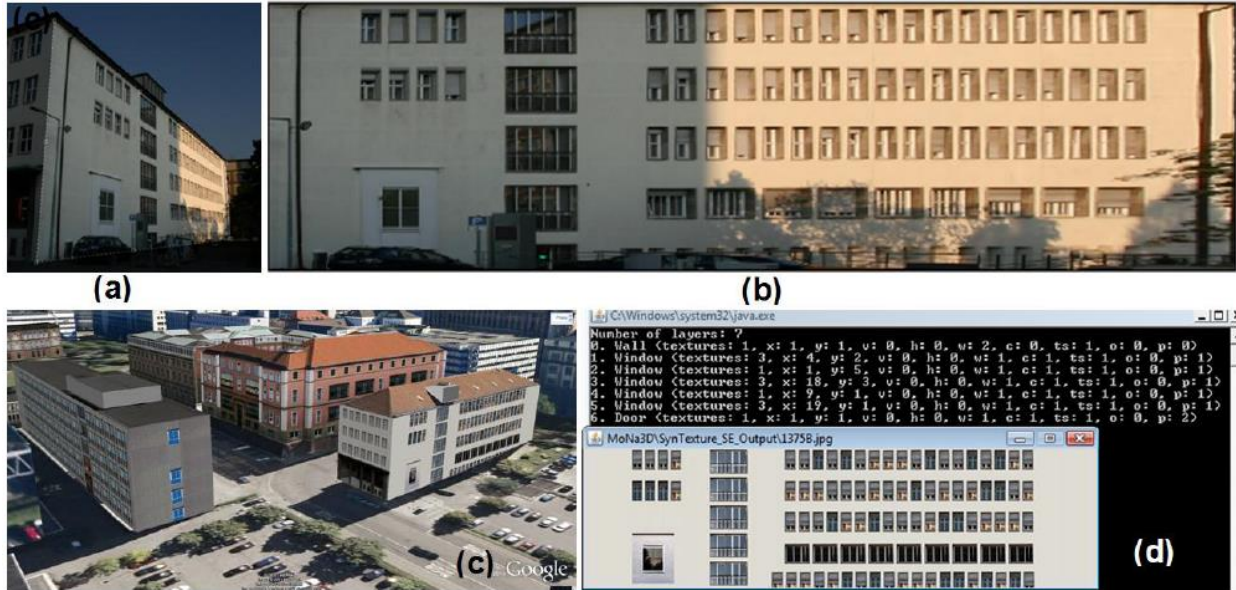 (a)
(b)
(c)
Google
C:\Windows\system32\java.exe
Number of layers: 7
0. Wall (textures: 1, x: 1, y: 1, v: 0, h: 0, w: 2, c: 0, ts: 1, o: 0, p: 0)
1. Window (textures: 3, x: 4, y: 2, v: 0, h: 0, w: 1, c: 1, ts: 1, o: 0, p: 1)
2. Window (textures: 1, x: 1, y: 5, v: 0, h: 0, w: 1, c: 1, ts: 1, o: 0, p: 1)
3. Window (textures: 3, x: 18, y: 3, v: 0, h: 0, w: 1, c: 1, ts: 1, o: 0, p: 1)
4. Window (textures: 1, x: 9, y: 1, v: 0, h: 0, w: 1, c: 1, ts: 1, o: 0, p: 1)
5. Window (textures: 3, x: 19, y: 1, v: 0, h: 0, w: 1, c: 1, ts: 1, o: 0, p: 1)
6. Door (textures: 1, x: 1, y: 1, v: 0, h: 0, w: 1, c: 1, ts: 1, o: 0, p: 2)
MoNa3D\SynTexture_SE_Output\1375B.jpg
(d)